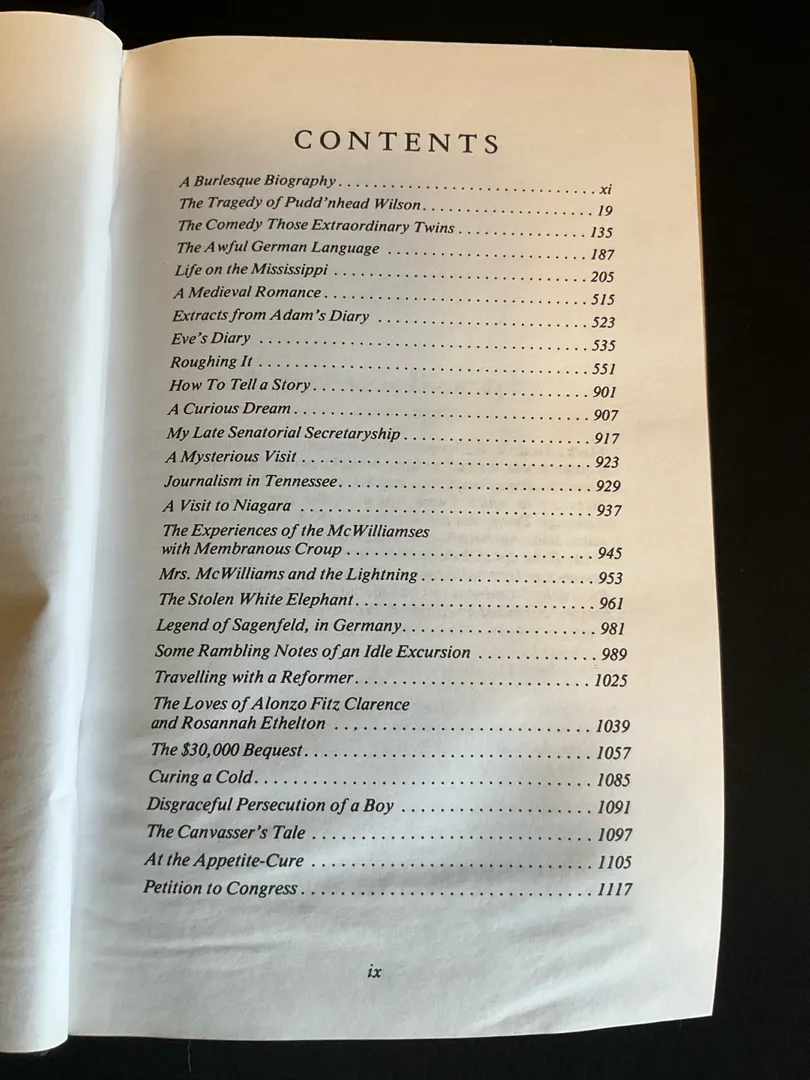 CONTENTS
A Burlesque Biography . . . . . . . . . . . . . . . . . . . . . . . . . . . . . xi
The Tragedy of Pudd'nhead Wilson. . . . . . . . . . . . . . . . . . . 19
The Comedy Those Extraordinary Twins . . . . . . . . . . . . . . 135
The Awful German Language . . . . . . . . . . . . . . . . . . . . . . 187
Life on the Mississippi . . . . . . . . . . . . . . . . . . . . . . . . . . . . 205
A Medieval Romance. . . . . . . . . . . . . . . . . . . . . . . . . . . . . 515
Extracts from Adam's Diary . . . . . . . . . . . . . . . . . . . . . . . 523
Eve's Diary . . . . . . . . . . . . . . . . . . . . . . . . . . . . . . . . . . . . 535
Roughing It . . . . . . . . . . . . . . . . . . . . . . . . . . . . . . . . . . . . 551
How To Tell a Story. . . . . . . . . . . . . . . . . . . . . . . . . . . . . . 901
A Curious Dream. . . . . . . . . . . . . . . . . . . . . . . . . . . . . . . . 907
My Late Senatorial Secretaryship . . . . . . . . . . . . . . . . . . . . 917
A Mysterious Visit . . . . . . . . . . . . . . . . . . . . . . . . . . . . . . . 923
Journalism in Tennessee. . . . . . . . . . . . . . . . . . . . . . . . . . . 929
A Visit to Niagara . . . . . . . . . . . . . . . . . . . . . . . . . . . . . . . 937
The Experiences of the McWilliamses
with Membranous Croup . . . . . . . . . . . . . . . . . . . . . . . . . . 945
Mrs. McWilliams and the Lightning . . . . . . . . . . . . . . . . . . 953
The Stolen White Elephant. . . . . . . . . . . . . . . . . . . . . . . . . 961
Legend of Sagenfeld, in Germany. . . . . . . . . . . . . . . . . . . . 981
Some Rambling Notes of an Idle Excursion . . . . . . . . . . . . 989
Travelling with a Reformer. . . . . . . . . . . . . . . . . . . . . . . . . 1025
The Loves of Alonzo Fitz Clarence
and Rosannah Ethelton . . . . . . . . . . . . . . . . . . . . . . . . . . . 1039
The $30,000 Bequest. . . . . . . . . . . . . . . . . . . . . . . . . . . . . . 1057
Curing a Cold. . . . . . . . . . . . . . . . . . . . . . . . . . . . . . . . . . . 1085
Disgraceful Persecution of a Boy . . . . . . . . . . . . . . . . . . . . 1091
The Canvasser's Tale . . . . . . . . . . . . . . . . . . . . . . . . . . . . . 1097
At the Appetite-Cure . . . . . . . . . . . . . . . . . . . . . . . . . . . . . 1105
Petition to Congress. . . . . . . . . . . . . . . . . . . . . . . . . . . . . . 1117
ix